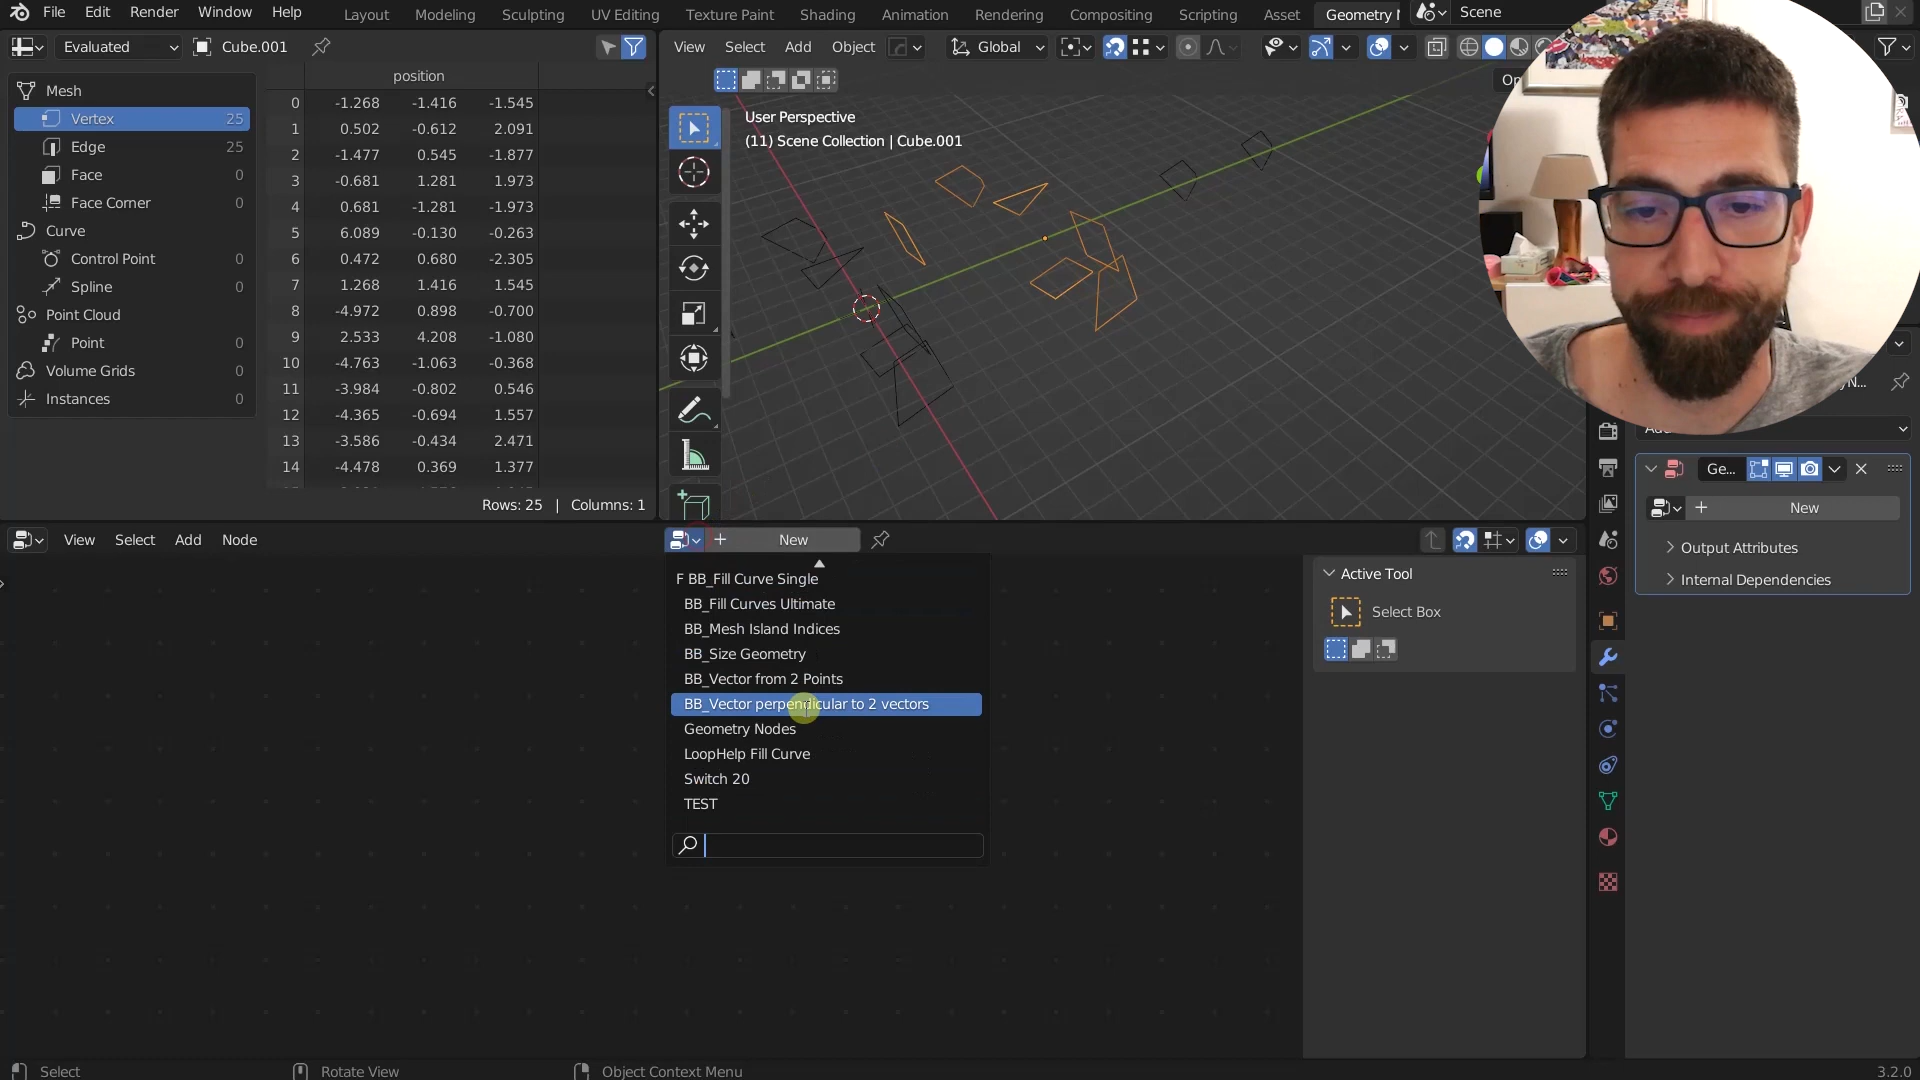 File Edit Render Window Help Layout Modeling Sculpting UV Editing Texture Paint Shading Animation Rendering Compositing Scripting Asset Geometry Scene
Evaluated Cube.001
View Select Add Object Global
position
Mesh
Vertex 25
Edge 25
Face 0
Face Corner 0
Curve
Control Point 0
Spline 0
Point Cloud
Point 0
Volume Grids 0
Instances 0
0 -1.268 -1.416 -1.545
1 0.502 -0.612 2.091
2 -1.477 0.545 -1.877
3 -0.681 1.281 1.973
4 0.681 -1.281 -1.973
5 6.089 -0.130 -0.263
6 0.472 0.680 -2.305
7 1.268 1.416 1.545
8 -4.972 0.898 -0.700
9 2.533 4.208 -1.080
10 -4.763 -1.063 -0.368
11 -3.984 -0.802 0.546
12 -4.365 -0.694 1.557
13 -3.586 -0.434 2.471
14 -4.478 0.369 1.377
Rows: 25 | Columns: 1
User Perspective
(11) Scene Collection | Cube.001
Ge...
New
Output Attributes
Internal Dependencies
View Select Add Node New
F BB_Fill Curve Single
BB_Fill Curves Ultimate
BB_Mesh Island Indices
BB_Size Geometry
BB_Vector from 2 Points
BB_Vector perpendicular to 2 vectors
Geometry Nodes
LoopHelp Fill Curve
Switch 20
TEST
Active Tool
Select Box
Select Rotate View Object Context Menu 3.2.0